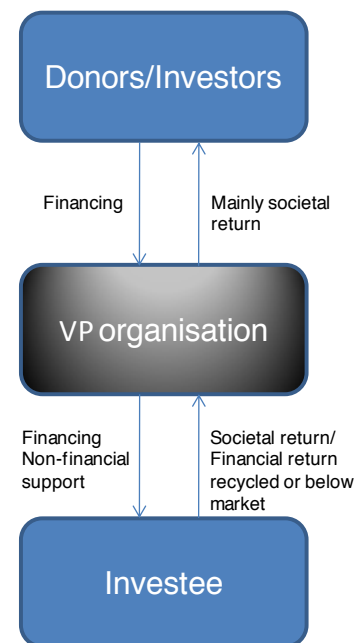 Donors/Investors
Financing
Mainly societal
return
VP organisation
Financing
Non-financial
support
Societal return/
Financial return
recycled or below
market
Investee